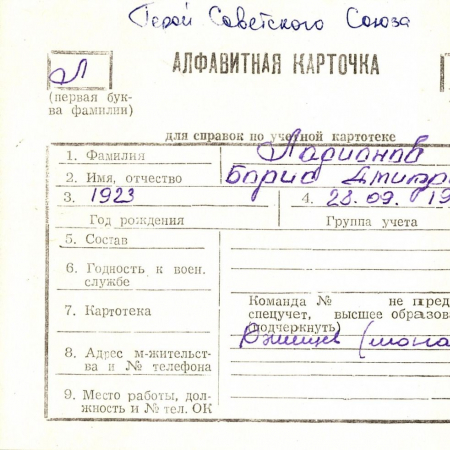 Герой Советского Союза
АЛФАВИТНАЯ КАРТОЧКА
Л
(первая бук-
ва фамилии)
для справок по учетной картотеке
1. Фамилия Ларионов
2. Имя, отчество Борис Дмитр
3. 1923 4. 28.09.19
Год рождения Группа учета
5. Состав
6. Годность к воен.
службе
Команда № не пред
7. Картотека спецучет, высшее образова
(подчеркнуть)
8. Адрес м-жительст-
ва и № телефона
9. Место работы, дол-
жность и № тел. ОК